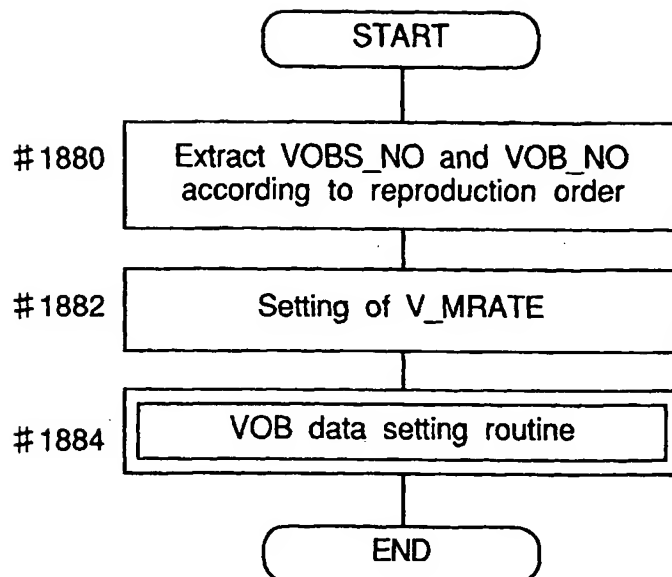 START
#1880
Extract VOBS_NO and VOB_NO
according to reproduction order
#1882
Setting of V_MRATE
#1884
VOB data setting routine
END